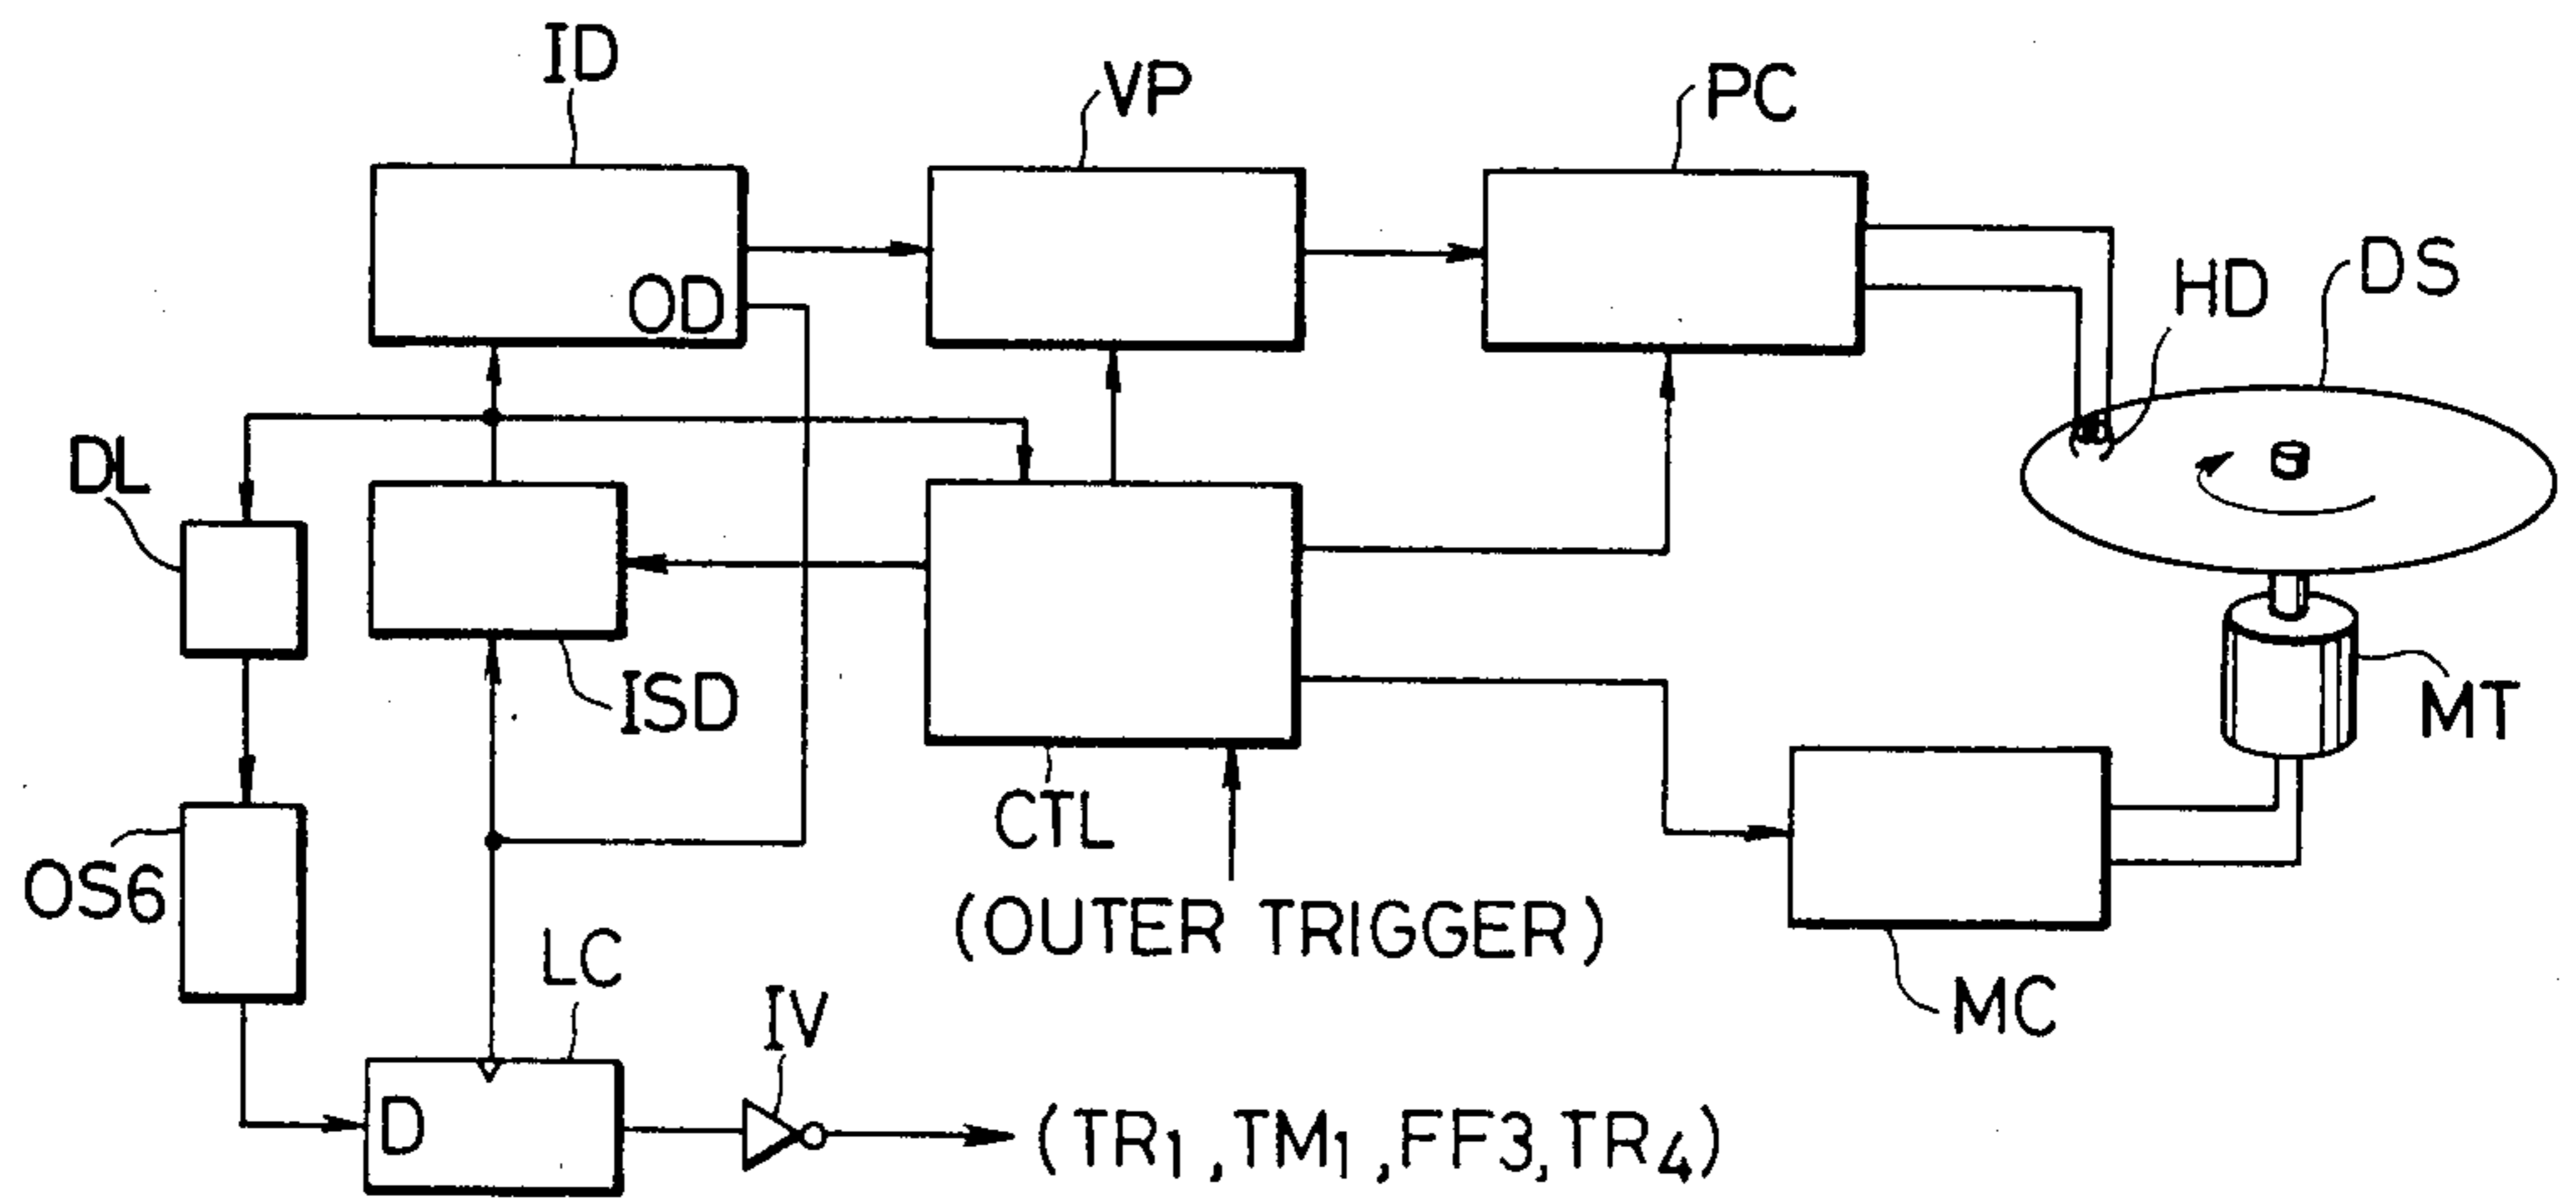 ID
VP
PC
OD
HD
DS
DL
ISD
MT
CTL
OS6
(OUTER TRIGGER)
LC
IV
MC
D
(TR1, TM1, FF3, TR4)